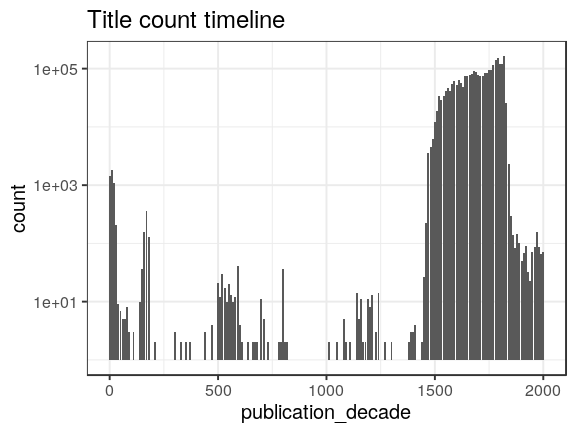 Title count timeline
1e+05
1e+03
1e+01
count
0 500 1000 1500 2000
publication_decade